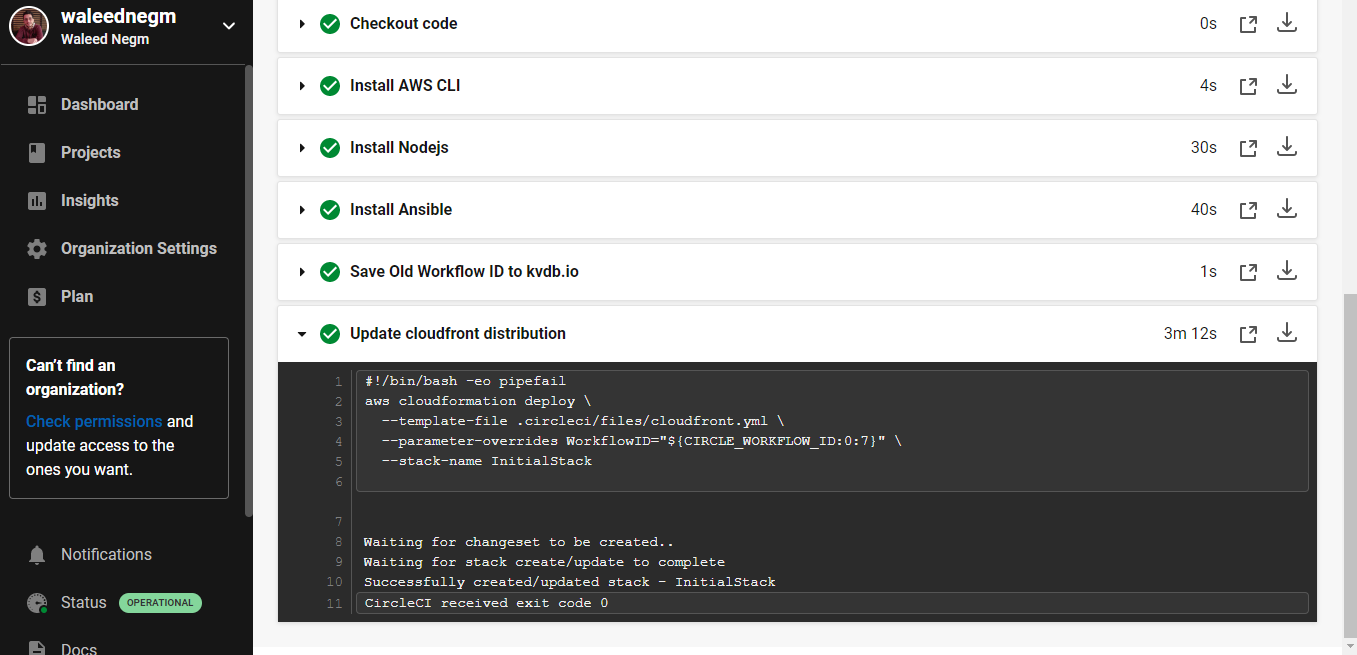 waleednegm
Waleed Negm
Dashboard
Projects
Insights
Organization Settings
Plan
Can't find an
organization?
Check permissions and
update access to the
ones you want.
Notifications
Status OPERATIONAL
Docs
Checkout code 0s
Install AWS CLI 4s
Install Nodejs 30s
Install Ansible 40s
Save Old Workflow ID to kvdb.io 1s
Update cloudfront distribution 3m 12s
1 #!/bin/bash -eo pipefail
2 aws cloudformation deploy \
3 --template-file .circleci/files/cloudfront.yml \
4 --parameter-overrides WorkflowID="${CIRCLE_WORKFLOW_ID:0:7}" \
5 --stack-name InitialStack
6
7
8 Waiting for changeset to be created..
9 Waiting for stack create/update to complete
10 Successfully created/updated stack - InitialStack
11 CircleCI received exit code 0